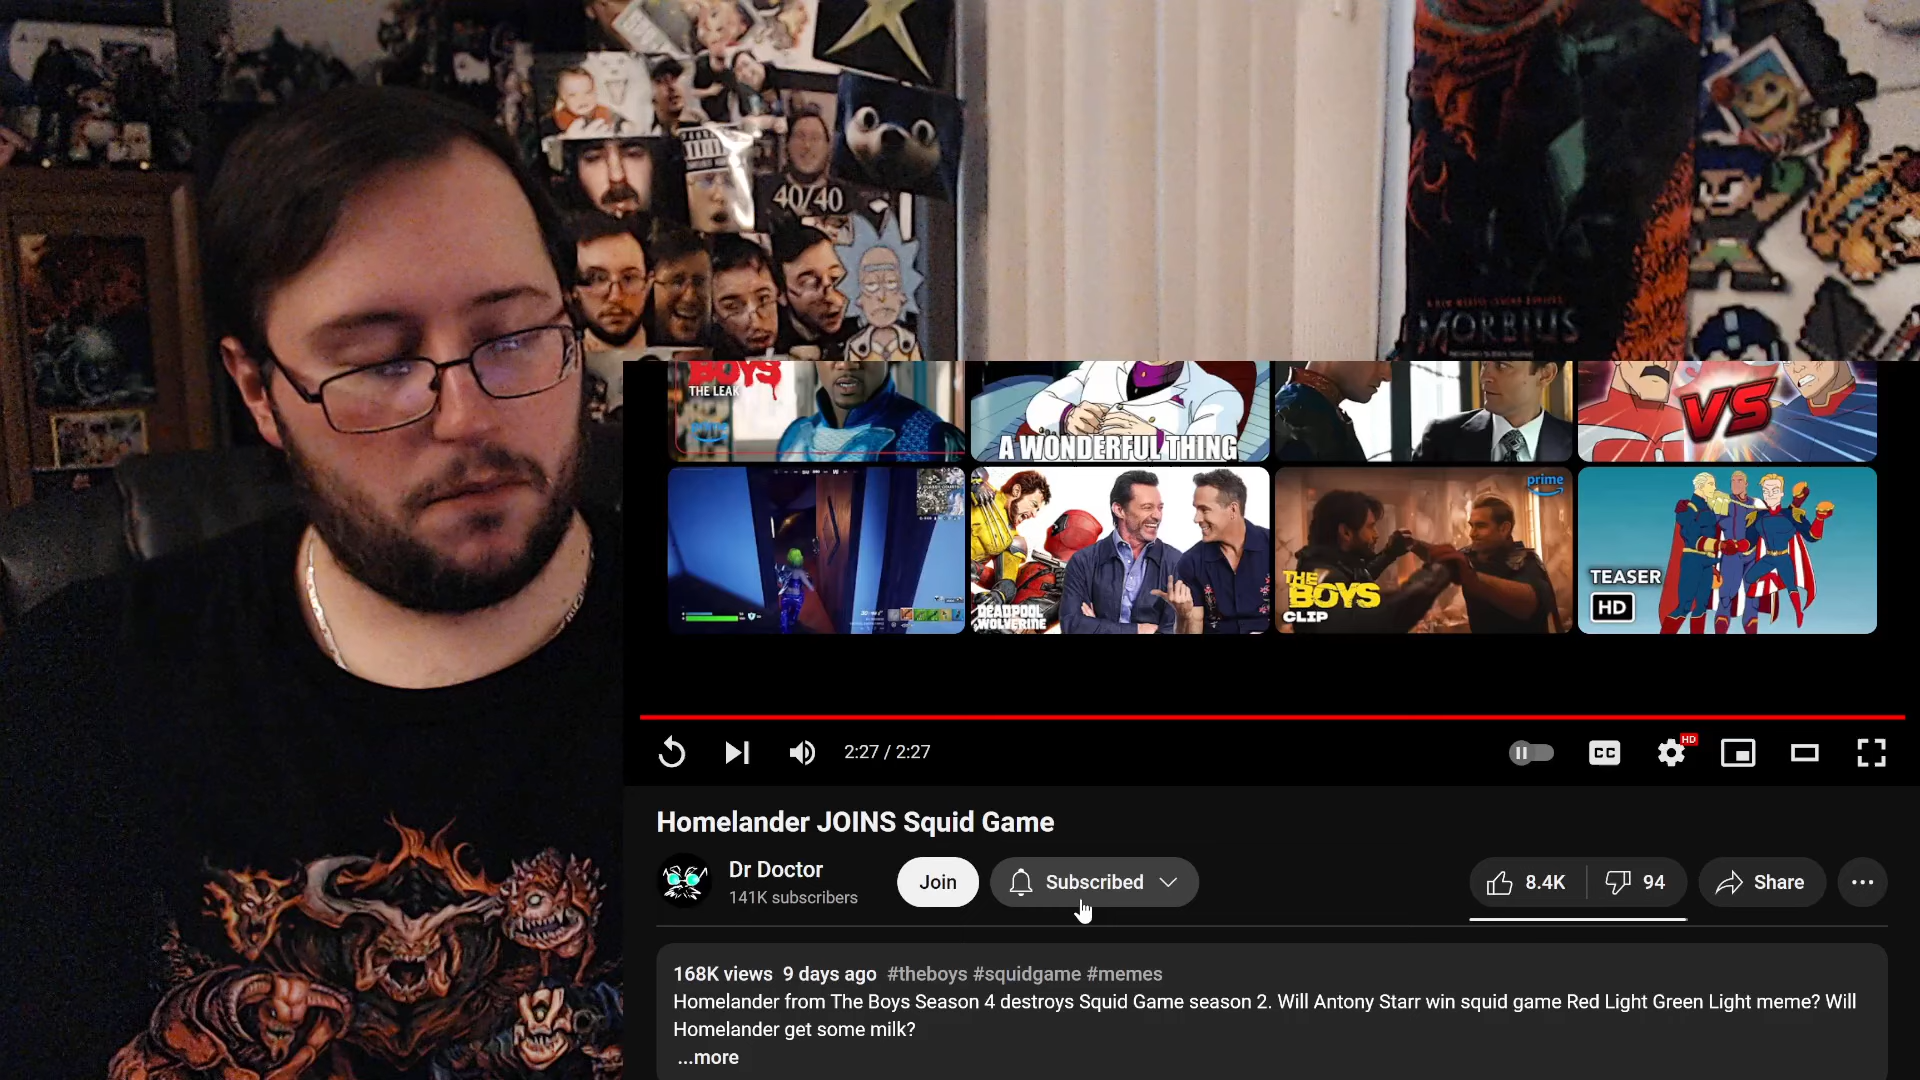 40/40
MORBIUS
BOYS
THE LEAK
prime
A WONDERFUL THING
VS
DEADPOOL
WOLVERINE
prime
THE
BOYS
CLIP
TEASER
HD
HD
CC
2:27 / 2:27
Homelander JOINS Squid Game
Dr Doctor
141K subscribers
Join
Subscribed
8.4K
94
Share
168K views 9 days ago #theboys #squidgame #memes
Homelander from The Boys Season 4 destroys Squid Game season 2. Will Antony Starr win squid game Red Light Green Light meme? Will
Homelander get some milk?
...more